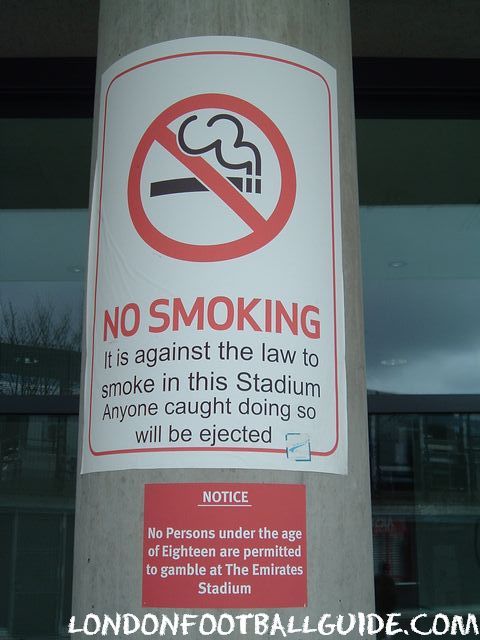 NO SMOKING
It is against the law to
smoke in this Stadium
Anyone caught doing so
will be ejected
NOTICE
No Persons under the age
of Eighteen are permitted
to gamble at The Emirates
Stadium
LONDONFOOTBALLGUIDE.COM